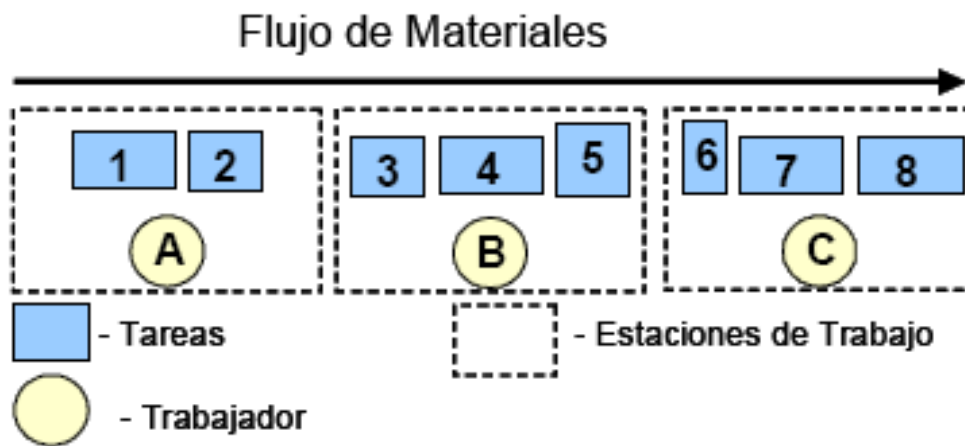 Flujo de Materiales
1 2 3 4 5 6 7 8
A B C
- Tareas
- Estaciones de Trabajo
- Trabajador